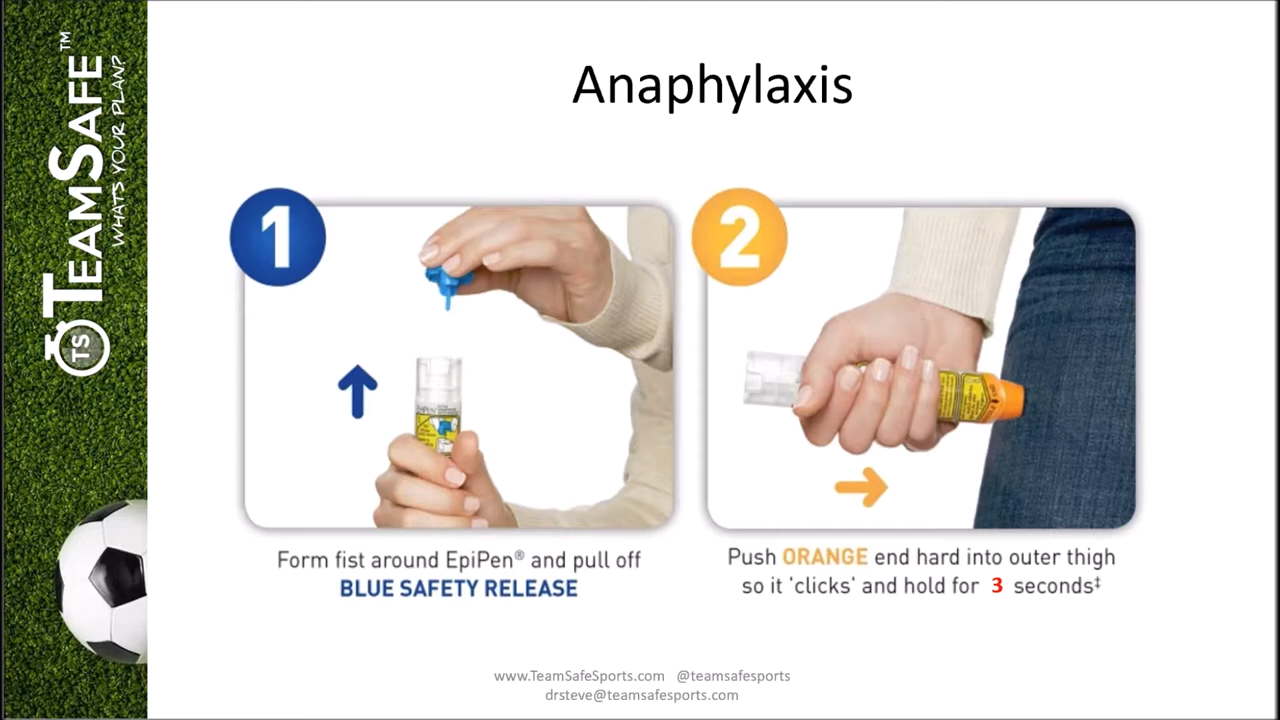 TEAMSAFE™
WHATS YOUR PLAN?
TS
Anaphylaxis
1
2
Form fist around EpiPen® and pull off
BLUE SAFETY RELEASE
Push ORANGE end hard into outer thigh
so it 'clicks' and hold for 3 seconds‡
www.TeamSafeSports.com @teamsafesports
drsteve@teamsafesports.com